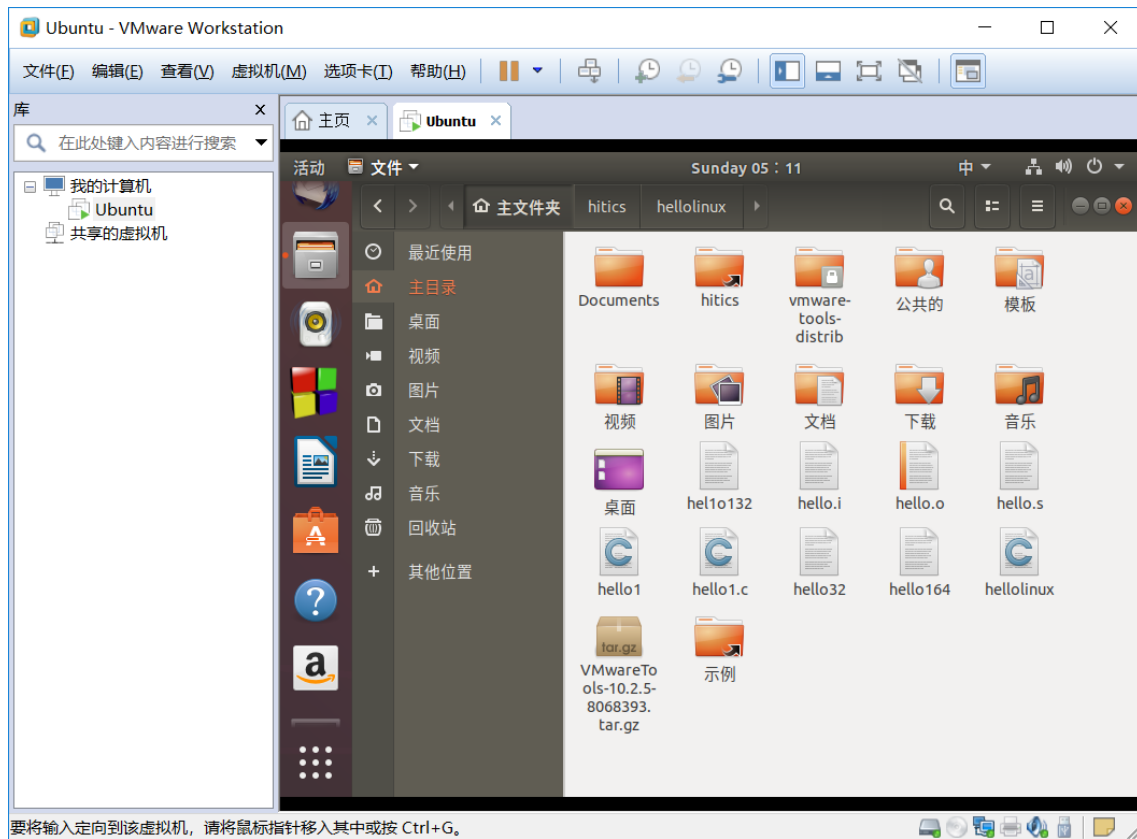 Ubuntu - VMware Workstation
文件(F) 编辑(E) 查看(V) 虚拟机(M) 选项卡(T) 帮助(H)
库
在此处键入内容进行搜索
我的计算机
Ubuntu
共享的虚拟机
主页
Ubuntu
活动 文件 Sunday 05：11 中
主文件夹 hitics hellolinux
最近使用
主目录
桌面
视频
图片
文档
下载
音乐
回收站
其他位置
Documents
hitics
vmware-
tools-
distrib
公共的
模板
视频
图片
文档
下载
音乐
桌面
hel1o132
hello.i
hello.o
hello.s
hello1
hello1.c
hello32
hello164
hellolinux
tar.gz
VMwareTo
ols-10.2.5-
8068393.
tar.gz
示例
要将输入定向到该虚拟机，请将鼠标指针移入其中或按 Ctrl+G。